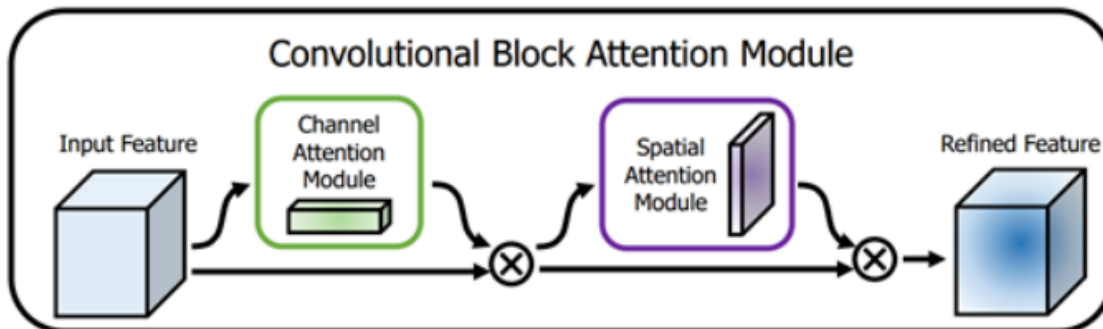 Convolutional Block Attention Module
Input Feature
Channel
Attention
Module
Spatial
Attention
Module
Refined Feature